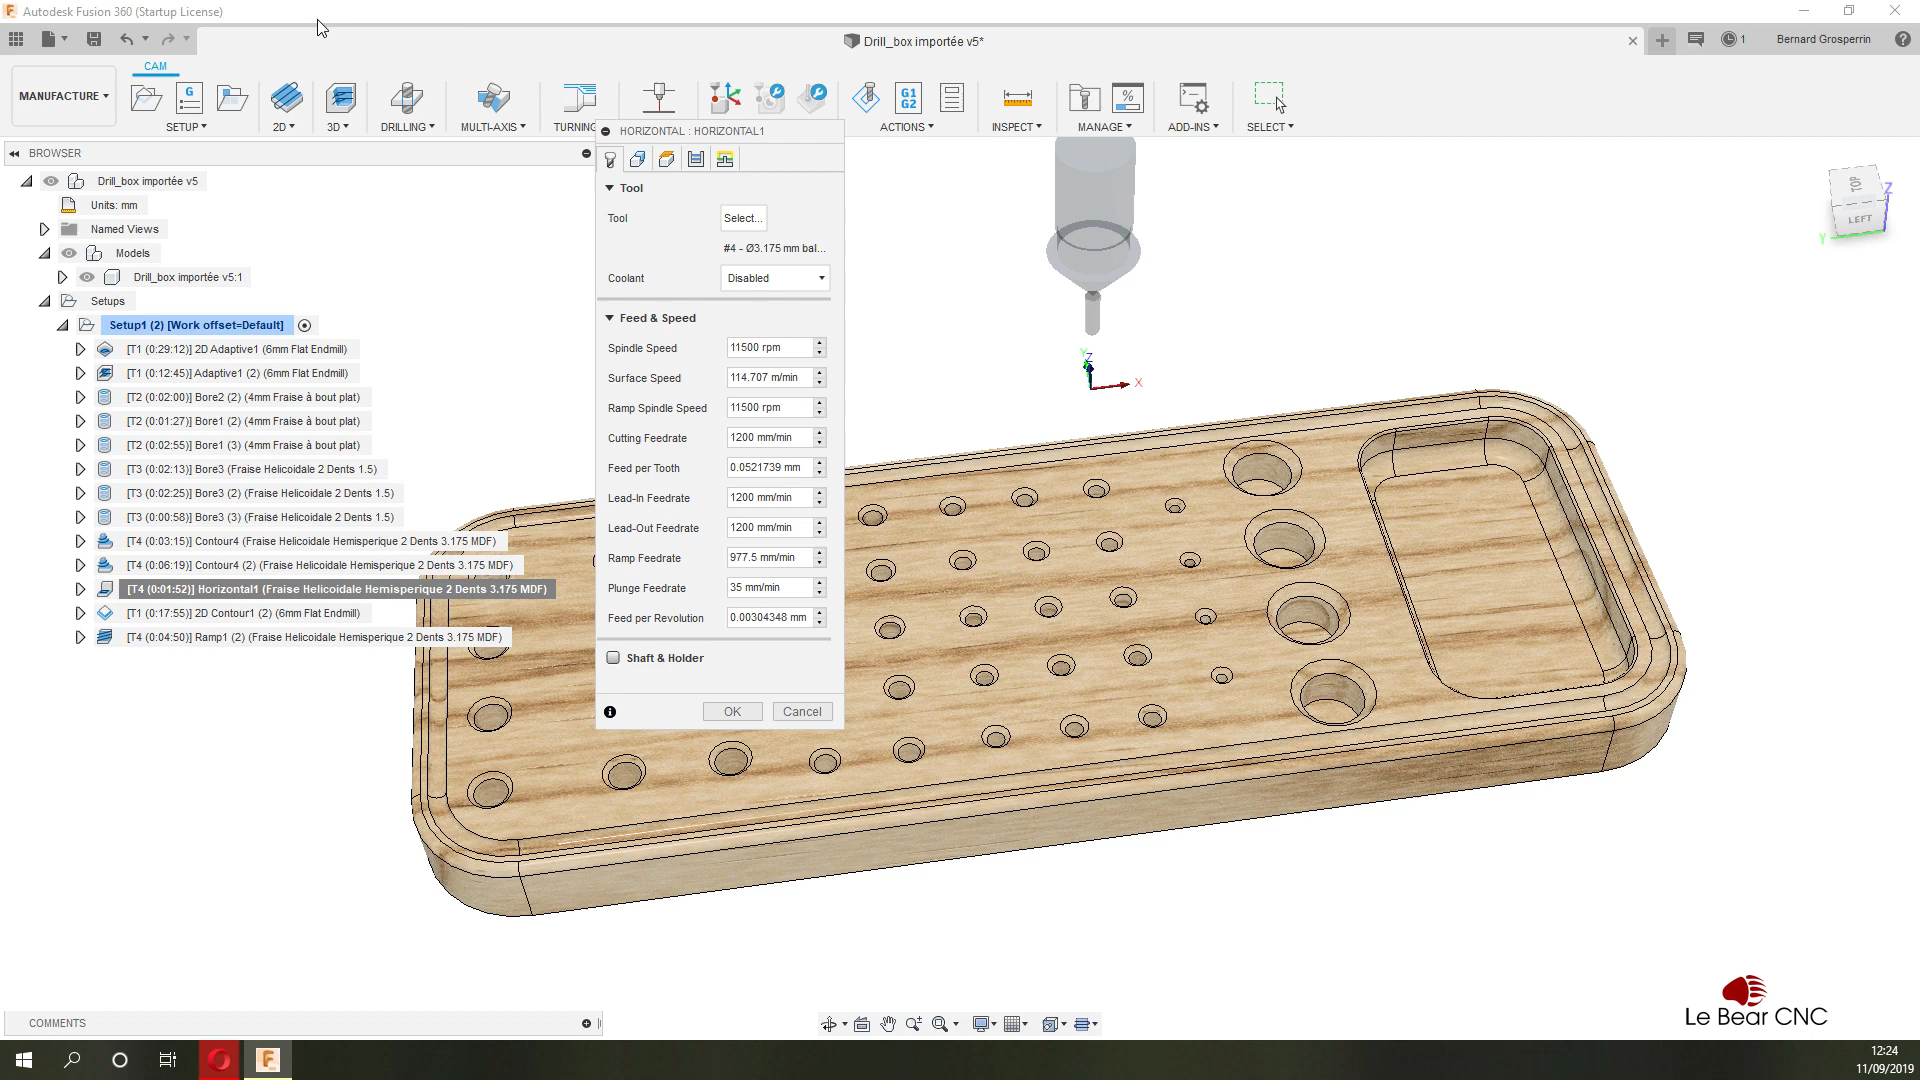 Autodesk Fusion 360 (Startup License)
Drill_box importée v5*
1
Bernard Grosperrin
CAM
MANUFACTURE
SETUP
2D
3D
DRILLING
MULTI-AXIS
TURNING
G1
G2
ACTIONS
INSPECT
MANAGE
ADD-INS
SELECT
BROWSER
Drill_box importée v5
Units: mm
Named Views
Models
Drill_box importée v5:1
Setups
Setup1 (2) [Work offset=Default]
[T1 (0:29:12)] 2D Adaptive1 (6mm Flat Endmill)
[T1 (0:12:45)] Adaptive1 (2) (6mm Flat Endmill)
[T2 (0:02:00)] Bore2 (2) (4mm Fraise à bout plat)
[T2 (0:01:27)] Bore1 (2) (4mm Fraise à bout plat)
[T2 (0:02:55)] Bore1 (3) (4mm Fraise à bout plat)
[T3 (0:02:13)] Bore3 (Fraise Helicoidale 2 Dents 1.5)
[T3 (0:02:25)] Bore3 (2) (Fraise Helicoidale 2 Dents 1.5)
[T3 (0:00:58)] Bore3 (3) (Fraise Helicoidale 2 Dents 1.5)
[T4 (0:03:15)] Contour4 (Fraise Helicoidale Hemisperique 2 Dents 3.175 MDF)
[T4 (0:06:19)] Contour4 (2) (Fraise Helicoidale Hemisperique 2 Dents 3.175 MDF)
[T4 (0:01:52)] Horizontal1 (Fraise Helicoidale Hemisperique 2 Dents 3.175 MDF)
[T1 (0:17:55)] 2D Contour1 (2) (6mm Flat Endmill)
[T4 (0:04:50)] Ramp1 (2) (Fraise Helicoidale Hemisperique 2 Dents 3.175 MDF)
HORIZONTAL : HORIZONTAL1
Tool
Tool Select...
#4 - Ø3.175 mm bal...
Coolant Disabled
Feed & Speed
Spindle Speed 11500 rpm
Surface Speed 114.707 m/min
Ramp Spindle Speed 11500 rpm
Cutting Feedrate 1200 mm/min
Feed per Tooth 0.0521739 mm
Lead-In Feedrate 1200 mm/min
Lead-Out Feedrate 1200 mm/min
Ramp Feedrate 977.5 mm/min
Plunge Feedrate 35 mm/min
Feed per Revolution 0.00304348 mm
Shaft & Holder
OK Cancel
TOP
LEFT
Z
Y
Y
Z
X
COMMENTS
Le Bear CNC
12:24
11/09/2019